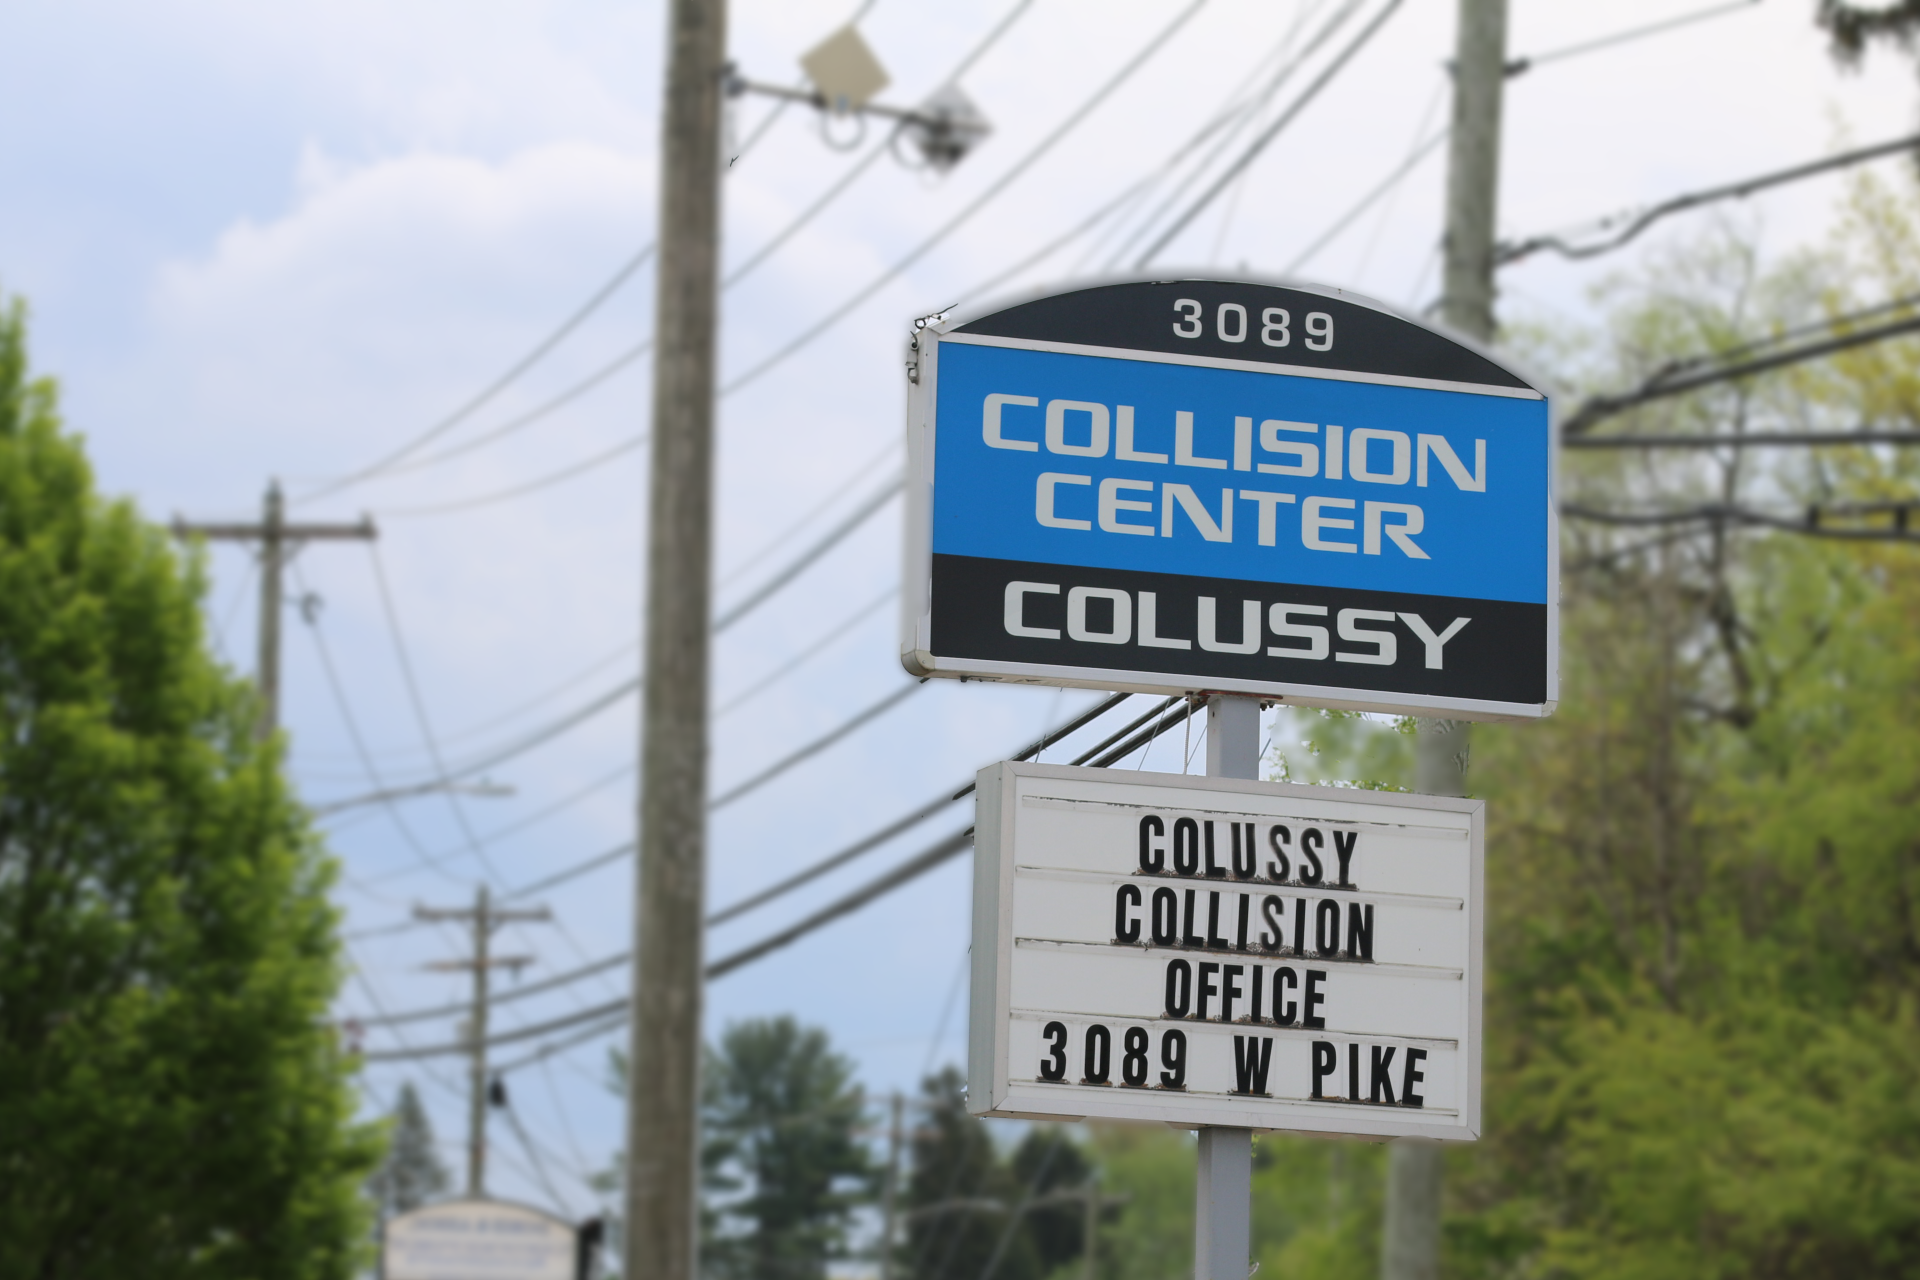 3089
COLLISION
CENTER
COLUSSY
COLUSSY
COLLISION
OFFICE
3089 W PIKE